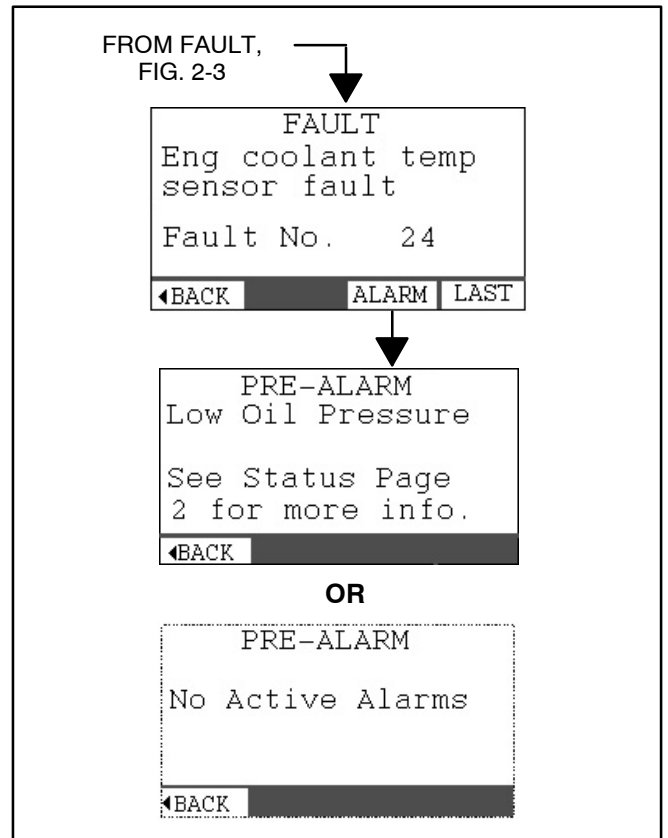 FROM FAULT,
FIG. 2-3
FAULT
Eng coolant temp
sensor fault
Fault No. 24
◀BACK ALARM LAST
PRE-ALARM
Low Oil Pressure
See Status Page
2 for more info.
◀BACK
OR
PRE-ALARM
No Active Alarms
◀BACK